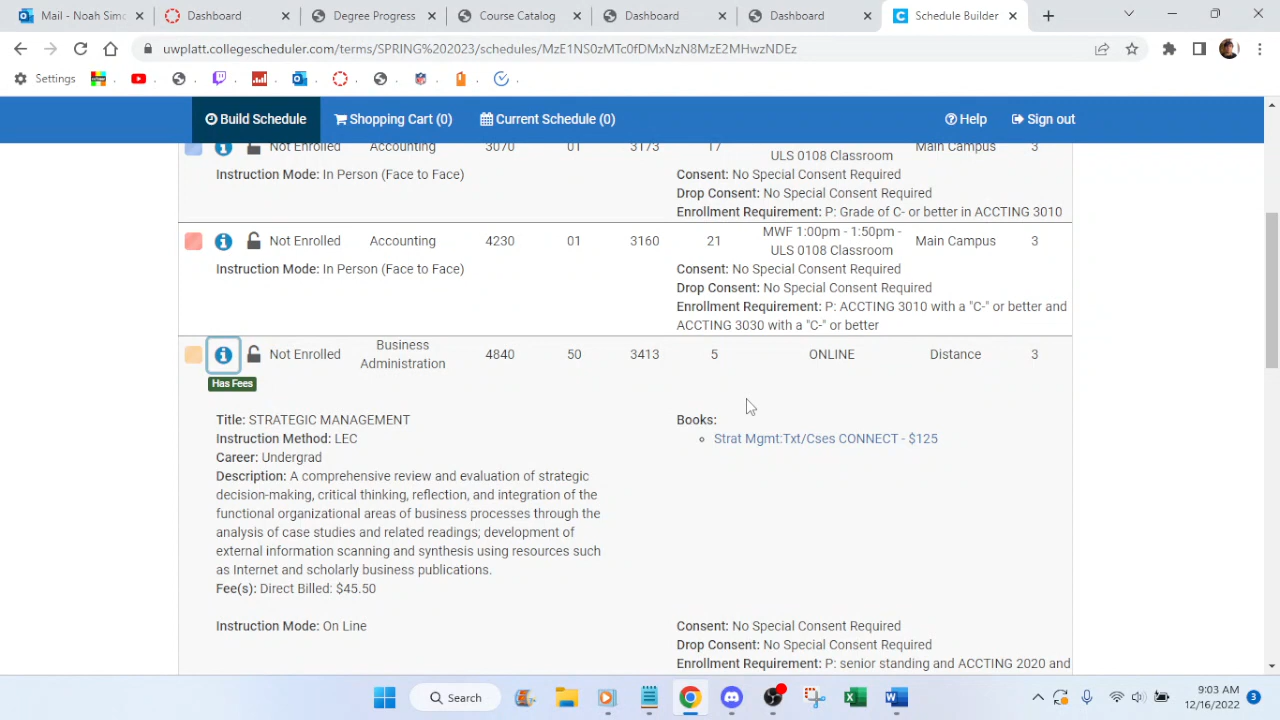 Mail - Noah Simo
Dashboard
Degree Progress
Course Catalog
Dashboard
Dashboard
Schedule Builder
uwplatt.collegescheduler.com/terms/SPRING%202023/schedules/MzE1NS0zMTc0fDMxNzN8MzE2MHwzNDEz
Settings
Build Schedule
Shopping Cart (0)
Current Schedule (0)
Help
Sign out
Not Enrolled Accounting 3070 01 3173 17 ULS 0108 Classroom Main Campus 3
Instruction Mode: In Person (Face to Face)
Consent: No Special Consent Required
Drop Consent: No Special Consent Required
Enrollment Requirement: P: Grade of C- or better in ACCTING 3010
Not Enrolled Accounting 4230 01 3160 21 MWF 1:00pm - 1:50pm - Main Campus 3
ULS 0108 Classroom
Instruction Mode: In Person (Face to Face)
Consent: No Special Consent Required
Drop Consent: No Special Consent Required
Enrollment Requirement: P: ACCTING 3010 with a "C-" or better and
ACCTING 3030 with a "C-" or better
Not Enrolled Business 4840 50 3413 5 ONLINE Distance 3
Administration
Has Fees
Title: STRATEGIC MANAGEMENT
Instruction Method: LEC
Career: Undergrad
Description: A comprehensive review and evaluation of strategic
decision-making, critical thinking, reflection, and integration of the
functional organizational areas of business processes through the
analysis of case studies and related readings; development of
external information scanning and synthesis using resources such
as Internet and scholarly business publications.
Fee(s): Direct Billed: $45.50
Books:
Strat Mgmt:Txt/Cses CONNECT - $125
Instruction Mode: On Line
Consent: No Special Consent Required
Drop Consent: No Special Consent Required
Enrollment Requirement: P: senior standing and ACCTING 2020 and
Search
9:03 AM
12/16/2022
3